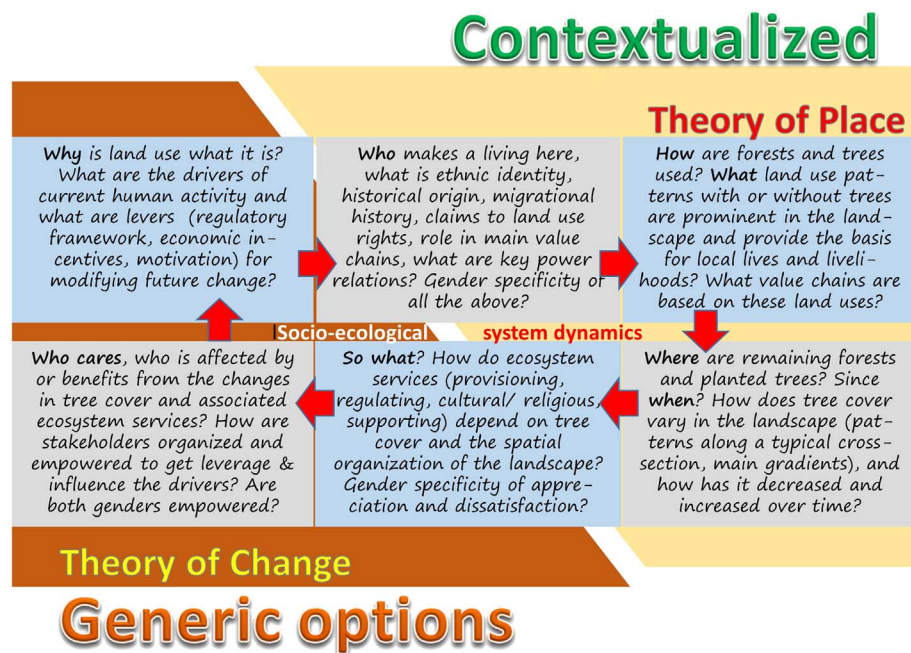 Contextualized
Theory of Place
Why is land use what it is?
What are the drivers of
current human activity and
what are levers (regulatory
framework, economic in-
centives, motivation) for
modifying future change?
Who makes a living here,
what is ethnic identity,
historical origin, migrational
history, claims to land use
rights, role in main value
chains, what are key power
relations? Gender specificity of
all the above?
How are forests and trees
used? What land use pat-
terns with or without trees
are prominent in the land-
scape and provide the basis
for local lives and liveli-
hoods? What value chains are
based on these land uses?
Socio-ecological system dynamics
Who cares, who is affected by
or benefits from the changes
in tree cover and associated
ecosystem services? How are
stakeholders organized and
empowered to get leverage &
influence the drivers? Are
both genders empowered?
So what? How do ecosystem
services (provisioning,
regulating, cultural/ religious,
supporting) depend on tree
cover and the spatial
organization of the landscape?
Gender specificity of appre-
ciation and dissatisfaction?
Where are remaining forests
and planted trees? Since
when? How does tree cover
vary in the landscape (pat-
terns along a typical cross-
section, main gradients), and
how has it decreased and
increased over time?
Theory of Change
Generic options